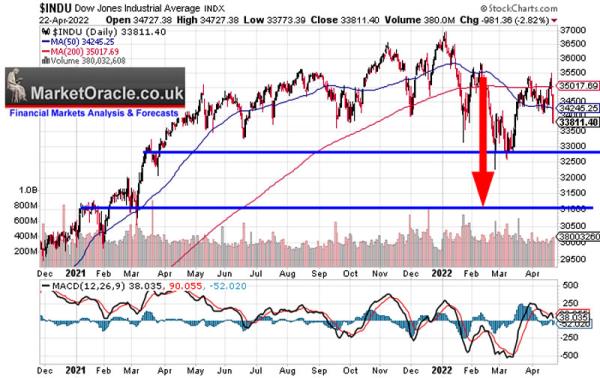 $INDU Dow Jones Industrial Average INDX © StockCharts.com
22-Apr-2022 Open 34727.38 High 34727.38 Low 33773.39 Close 33811.40 Volume 380.0M Chg -981.36 (-2.82%)
$INDU (Daily) 33811.40
MA(50) 34245.25
MA(200) 35017.69
Volume 380,032,608
MarketOracle.co.uk
Financial Markets Analysis & Forecasts
37000
36000
35500
35017.69
34500
34245.25
33811.40
33000
32500
32000
31500
31000
30500
30000
29500
1.0B
800M
600M
400M
200M
Dec 2021 Feb Mar Apr May Jun Jul Aug Sep Oct Nov Dec 2022 Feb Mar Apr
MACD(12,26,9) 38.035, 90.055, -52.020
500
250
38.035
-52.020
-250
-500
Dec 2021 Feb Mar Apr May Jun Jul Aug Sep Oct Nov Dec 2022 Feb Mar Apr